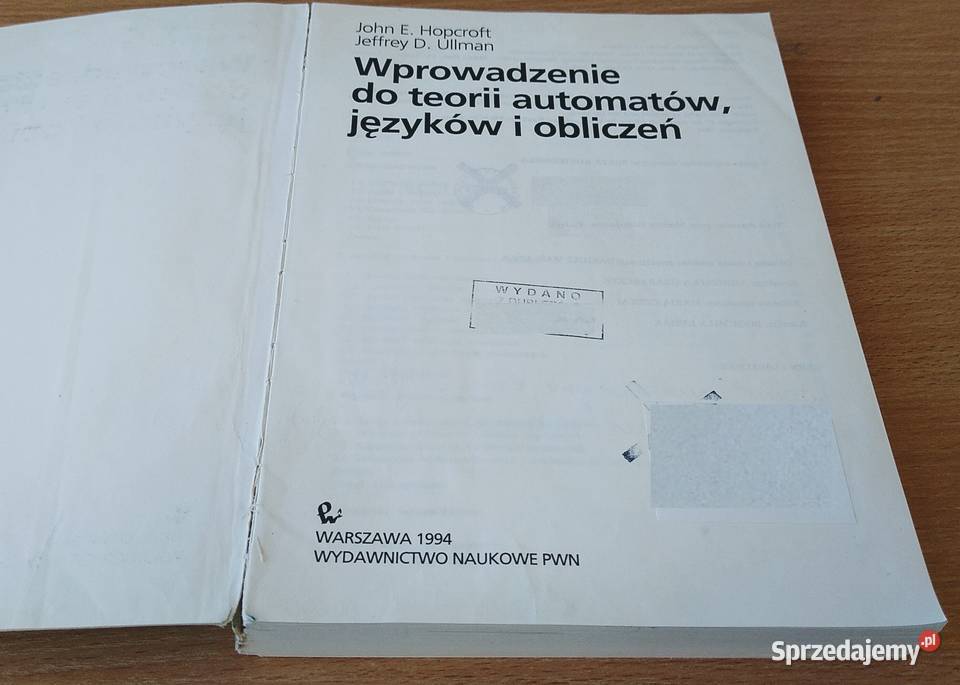 John E. Hopcroft
Jeffrey D. Ullman
Wprowadzenie
do teorii automatów,
języków i obliczeń
WYDANO
WARSZAWA 1994
WYDAWNICTWO NAUKOWE PWN
Sprzedajemy.pl